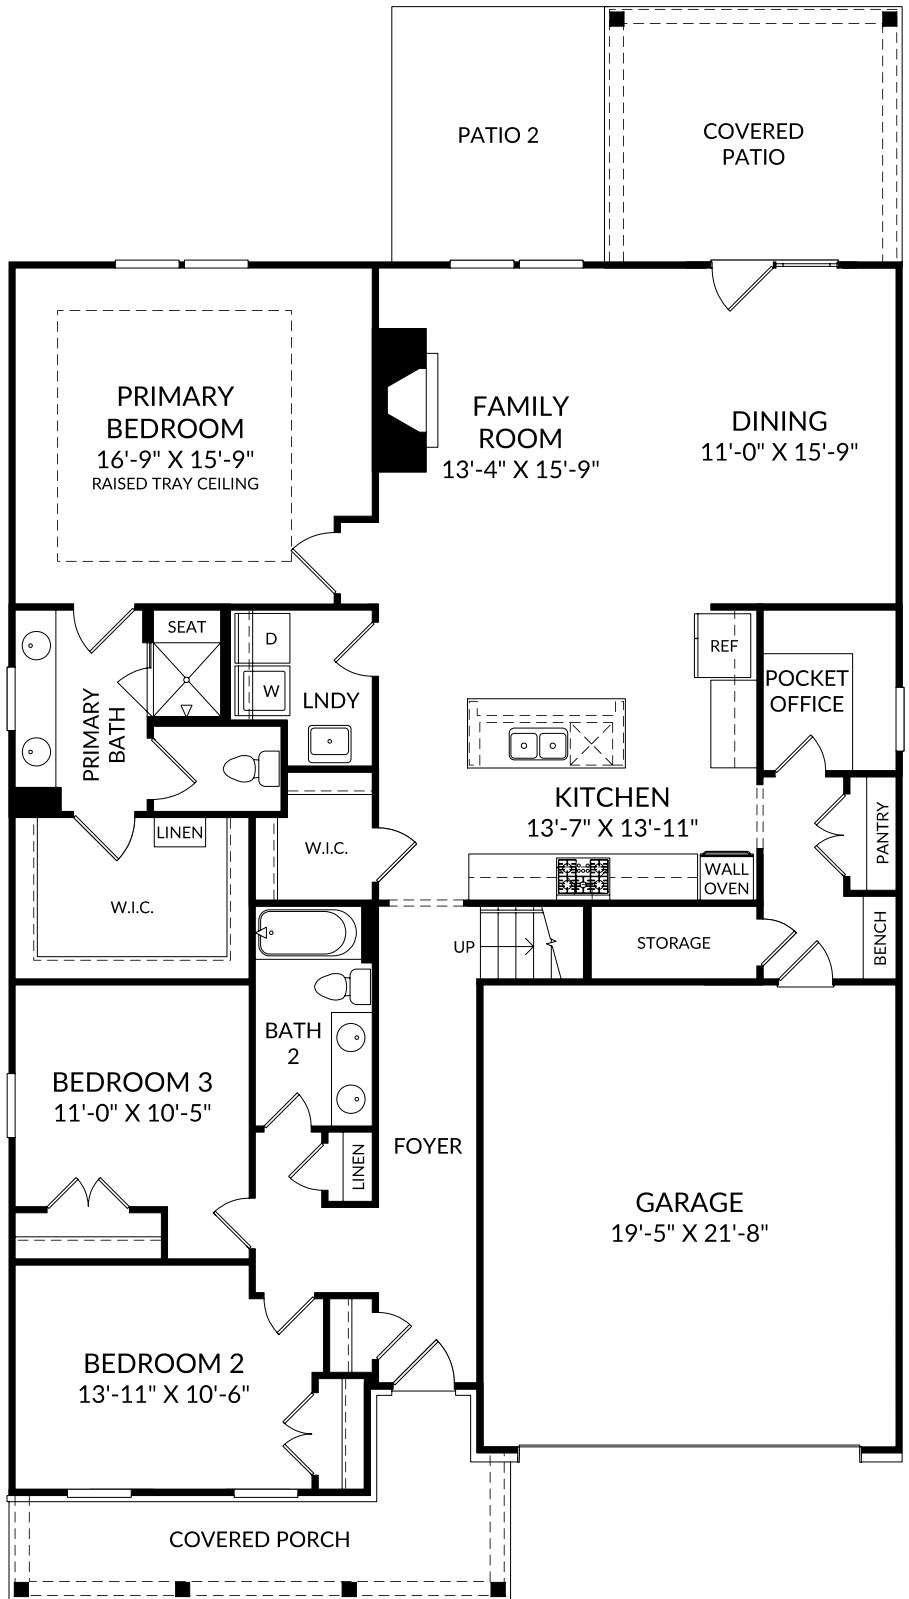 PATIO 2
COVERED
PATIO
PRIMARY
BEDROOM
16'-9" X 15'-9"
RAISED TRAY CEILING
FAMILY
ROOM
13'-4" X 15'-9"
DINING
11'-0" X 15'-9"
SEAT
D
W
LNDY
REF
POCKET
OFFICE
PRIMARY
BATH
KITCHEN
13'-7" X 13'-11"
LINEN
W.I.C.
W.I.C.
WALL
OVEN
PANTRY
UP
STORAGE
BENCH
BATH
2
BEDROOM 3
11'-0" X 10'-5"
LINEN
FOYER
GARAGE
19'-5" X 21'-8"
BEDROOM 2
13'-11" X 10'-6"
COVERED PORCH